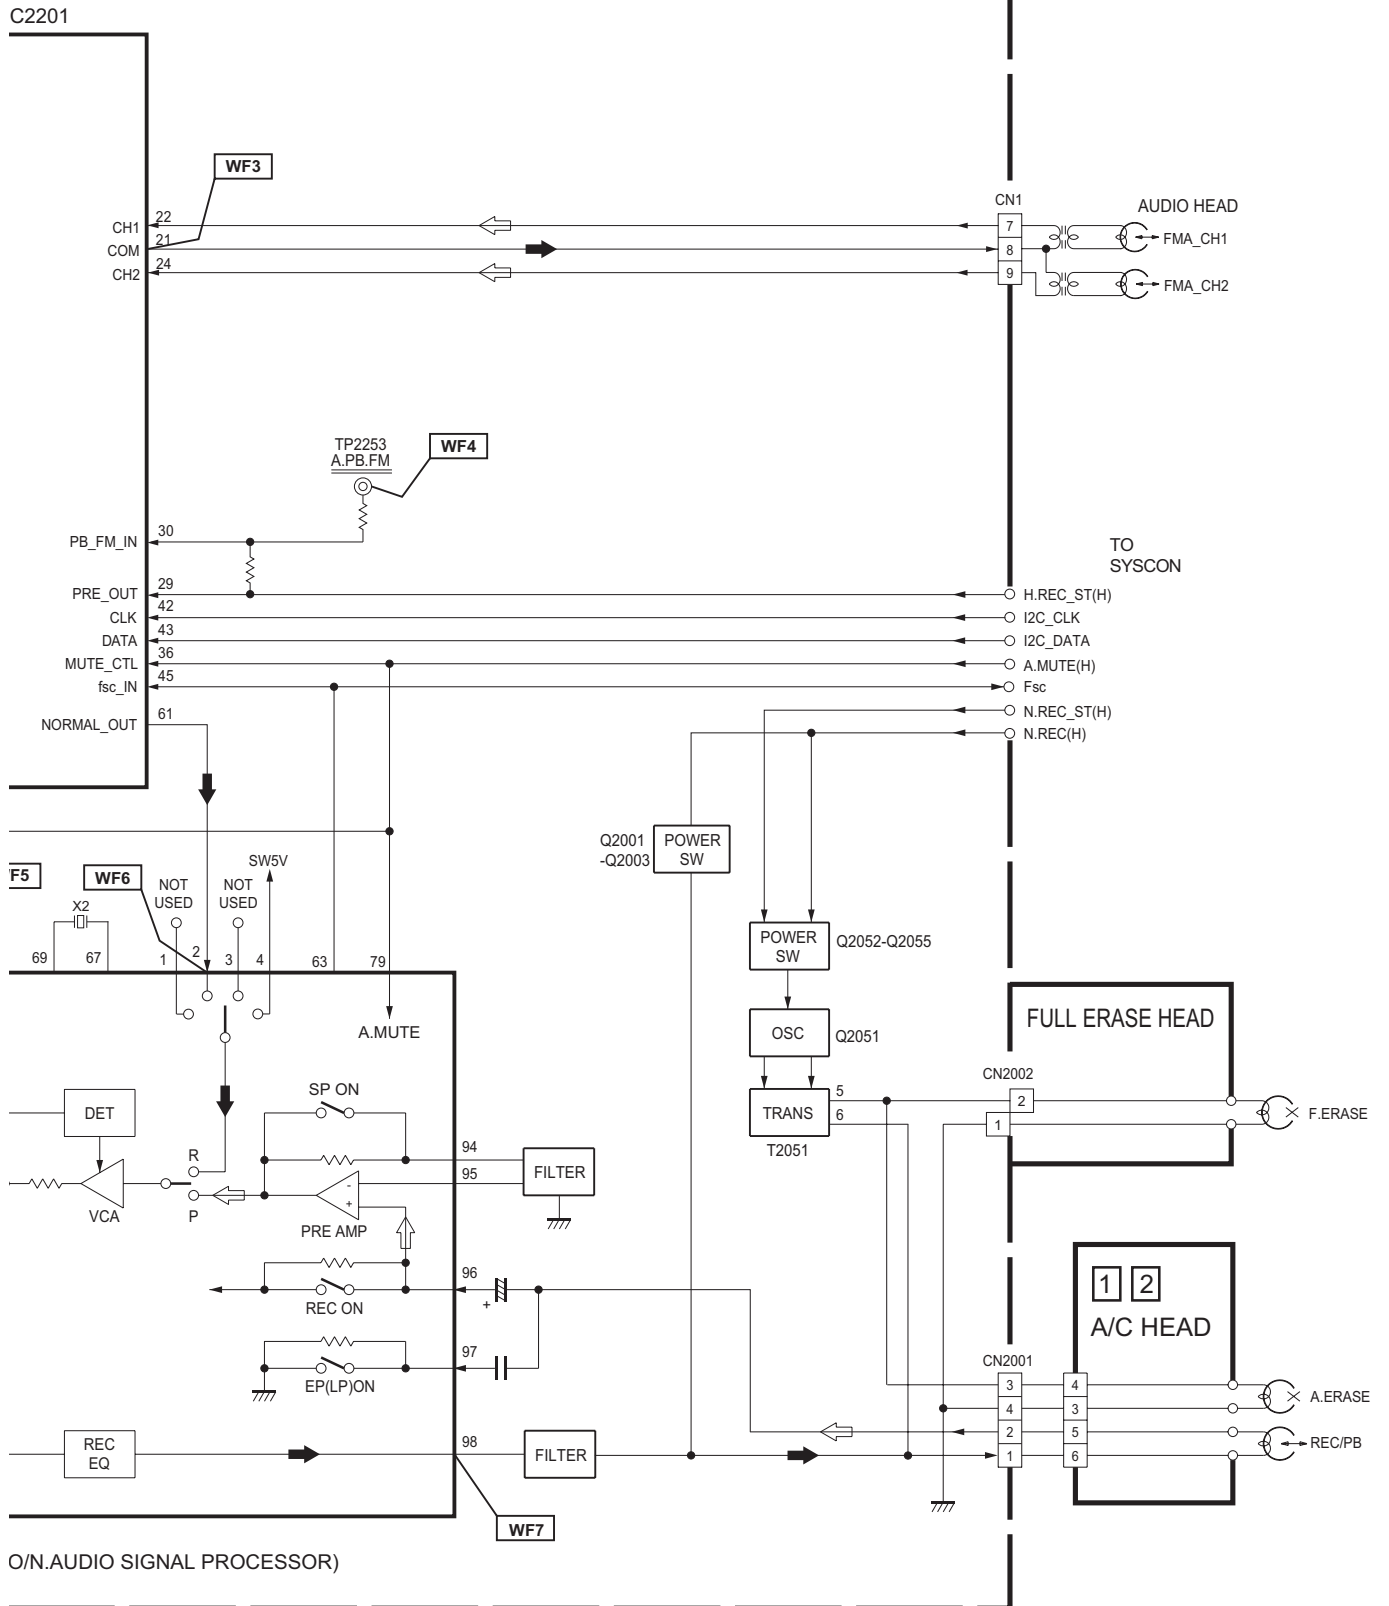 C2201
WF3
CN1
AUDIO HEAD
CH1
22
7
FMA_CH1
COM
21
8
CH2
24
9
FMA_CH2
TP2253
A.PB.FM
WF4
PB_FM_IN
30
TO
SYSCON
PRE_OUT
29
H.REC_ST(H)
CLK
42
I2C_CLK
DATA
43
I2C_DATA
MUTE_CTL
36
A.MUTE(H)
fsc_IN
45
Fsc
NORMAL_OUT
61
N.REC_ST(H)
N.REC(H)
Q2001
-Q2003
POWER
SW
F5
WF6
SW5V
NOT
USED
NOT
USED
X2
69
67
1
2
3
4
63
79
POWER
SW
Q2052-Q2055
A.MUTE
OSC
Q2051
FULL ERASE HEAD
CN2002
DET
SP ON
TRANS
5
6
T2051
2
1
F.ERASE
R
P
VCA
-
+
PRE AMP
94
95
FILTER
96
+
REC ON
97
EP(LP)ON
1 2
A/C HEAD
CN2001
3
4
A.ERASE
4
3
2
5
REC/PB
1
6
REC
EQ
98
FILTER
WF7
O/N.AUDIO SIGNAL PROCESSOR)